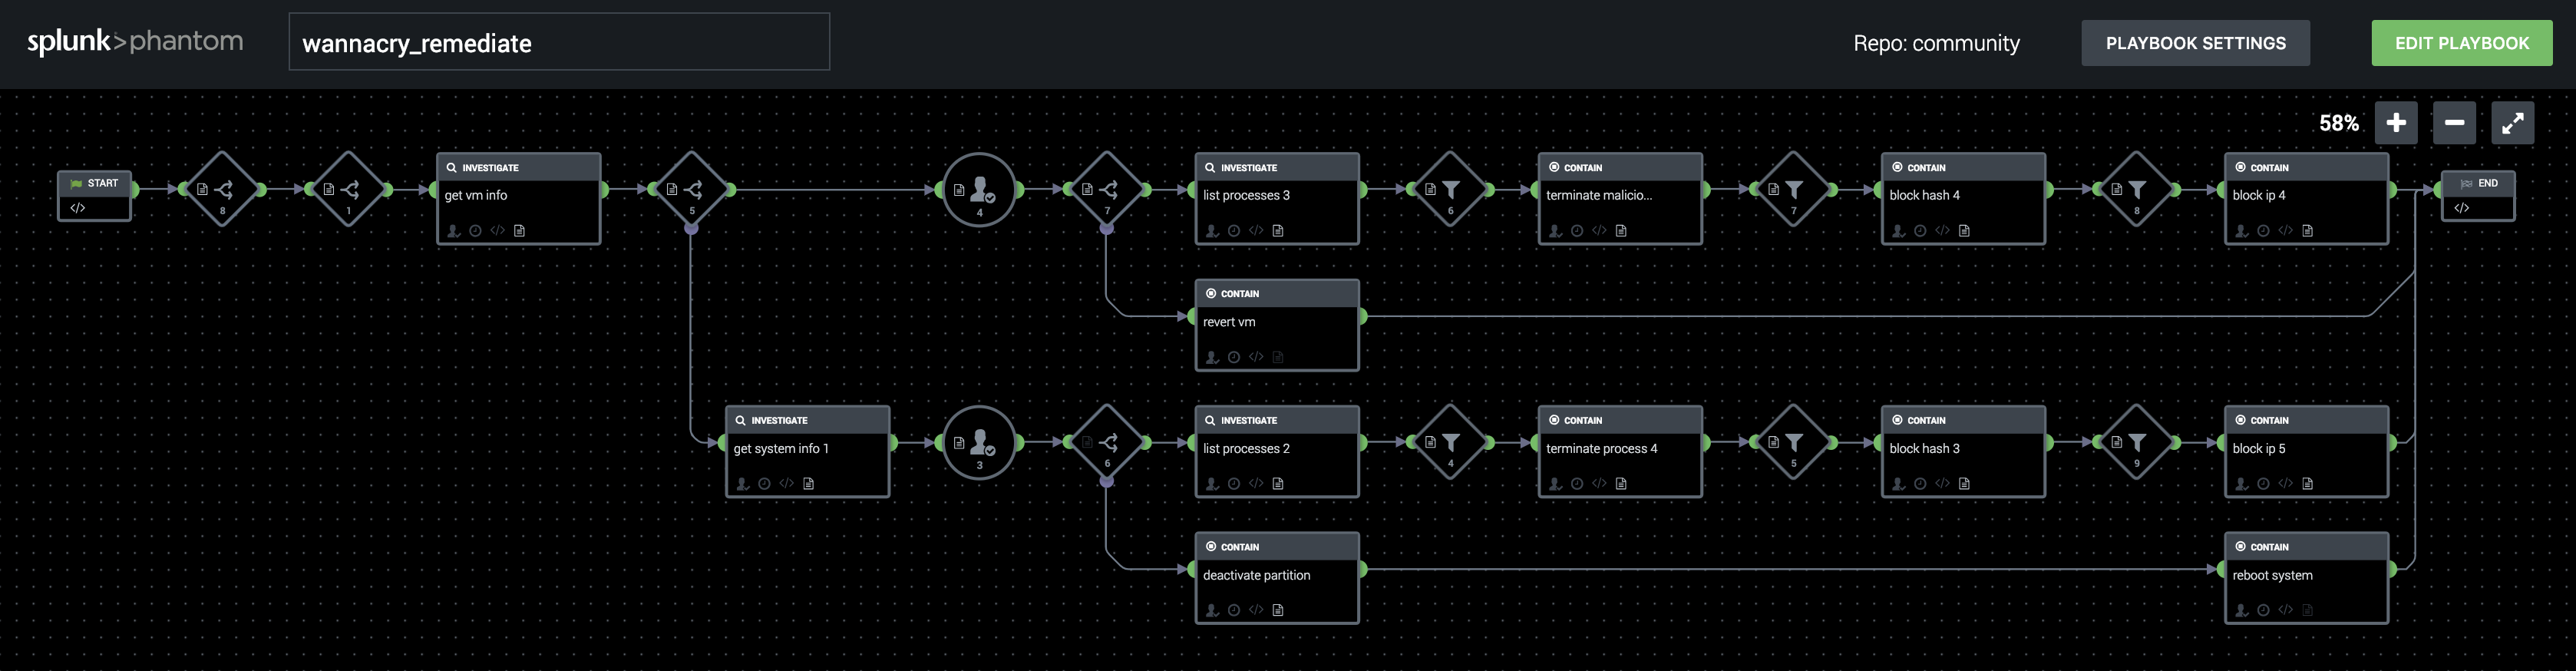 splunk>phantom
wannacry_remediate
Repo: community
PLAYBOOK SETTINGS
EDIT PLAYBOOK
58%
START
</>
8
1
INVESTIGATE
get vm info
</>
5
4
7
INVESTIGATE
list processes 3
</>
6
CONTAIN
terminate malicio...
</>
7
CONTAIN
block hash 4
</>
8
CONTAIN
block ip 4
</>
END
</>
CONTAIN
revert vm
</>
INVESTIGATE
get system info 1
</>
3
6
INVESTIGATE
list processes 2
</>
4
CONTAIN
terminate process 4
</>
5
CONTAIN
block hash 3
</>
9
CONTAIN
block ip 5
</>
CONTAIN
deactivate partition
</>
CONTAIN
reboot system
</>